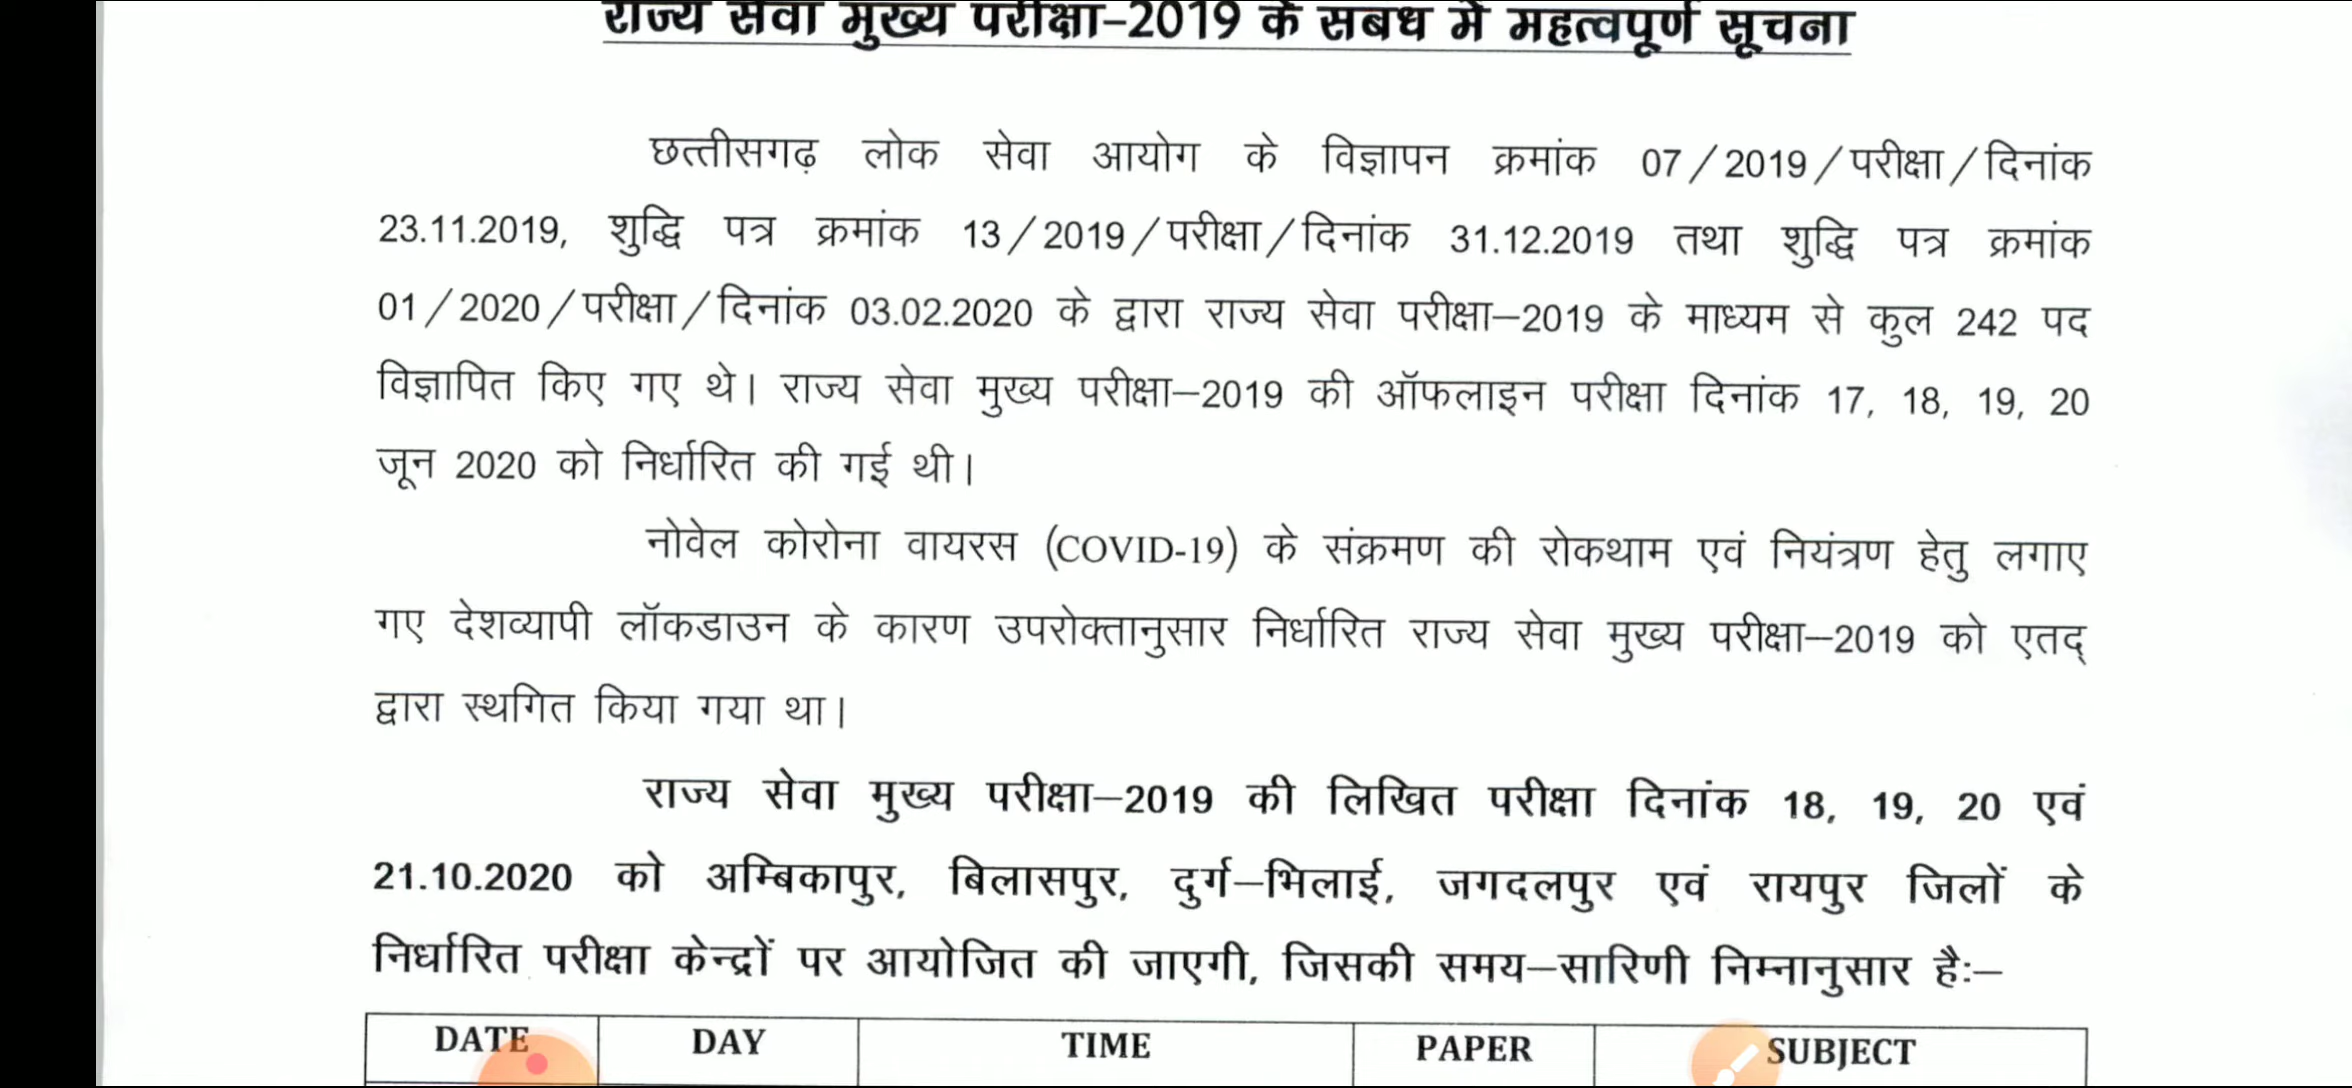 राज्य सेवा मुख्य परीक्षा–2019 के संबंध में महत्वपूर्ण सूचना
छत्तीसगढ़ लोक सेवा आयोग के विज्ञापन क्रमांक 07/2019/परीक्षा/दिनांक
23.11.2019, शुद्धि पत्र क्रमांक 13/2019/परीक्षा/दिनांक 31.12.2019 तथा शुद्धि पत्र क्रमांक
01/2020/परीक्षा/दिनांक 03.02.2020 के द्वारा राज्य सेवा परीक्षा–2019 के माध्यम से कुल 242 पद
विज्ञापित किए गए थे। राज्य सेवा मुख्य परीक्षा–2019 की ऑफलाइन परीक्षा दिनांक 17, 18, 19, 20
जून 2020 को निर्धारित की गई थी।
नोवेल कोरोना वायरस (COVID-19) के संक्रमण की रोकथाम एवं नियंत्रण हेतु लगाए
गए देशव्यापी लॉकडाउन के कारण उपरोक्तानुसार निर्धारित राज्य सेवा मुख्य परीक्षा–2019 को एतद्
द्वारा स्थगित किया गया था।
राज्य सेवा मुख्य परीक्षा–2019 की लिखित परीक्षा दिनांक 18, 19, 20 एवं
21.10.2020 को अम्बिकापुर, बिलासपुर, दुर्ग–भिलाई, जगदलपुर एवं रायपुर जिलों के
निर्धारित परीक्षा केन्द्रों पर आयोजित की जाएगी, जिसकी समय–सारिणी निम्नानुसार है:–
DATE DAY TIME PAPER SUBJECT